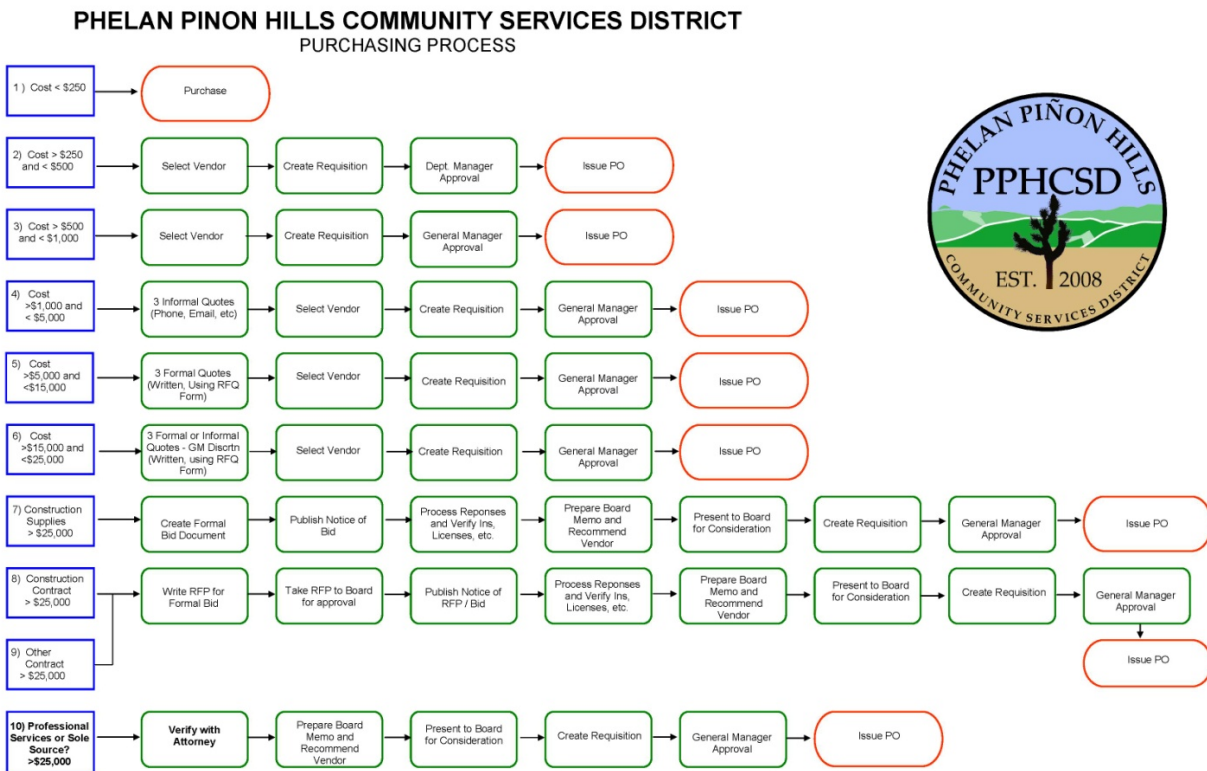 PHELAN PINON HILLS COMMUNITY SERVICES DISTRICT
PURCHASING PROCESS
1 ) Cost < $250
Purchase
2) Cost > $250
and < $500
Select Vendor
Create Requisition
Dept. Manager
Approval
Issue PO
3) Cost > $500
and < $1,000
Select Vendor
Create Requisition
General Manager
Approval
Issue PO
4) Cost
>$1,000 and
< $5,000
3 Informal Quotes
(Phone, Email, etc)
Select Vendor
Create Requisition
General Manager
Approval
Issue PO
5) Cost
>$5,000 and
<$15,000
3 Formal Quotes
(Written, Using RFQ
Form)
Select Vendor
Create Requisition
General Manager
Approval
Issue PO
6) Cost
>$15,000 and
<$25,000
3 Formal or Informal
Quotes - GM Discrtn
(Written, using RFQ
Form)
Select Vendor
Create Requisition
General Manager
Approval
Issue PO
7) Construction
Supplies
> $25,000
Create Formal
Bid Document
Publish Notice of
Bid
Process Reponses
and Verify Ins,
Licenses, etc.
Prepare Board
Memo and
Recommend
Vendor
Present to Board
for Consideration
Create Requisition
General Manager
Approval
Issue PO
8) Construction
Contract
> $25,000
Write RFP for
Formal Bid
Take RFP to Board
for approval
Publish Notice of
RFP / Bid
Process Reponses
and Verify Ins,
Licenses, etc.
Prepare Board
Memo and
Recommend
Vendor
Present to Board
for Consideration
Create Requisition
General Manager
Approval
Issue PO
9) Other
Contract
> $25,000
10) Professional
Services or Sole
Source?
>$25,000
Verify with
Attorney
Prepare Board
Memo and
Recommend
Vendor
Present to Board
for Consideration
Create Requisition
General Manager
Approval
Issue PO
PHELAN PIÑON HILLS
PPHCSD
EST. 2008
COMMUNITY SERVICES DISTRICT